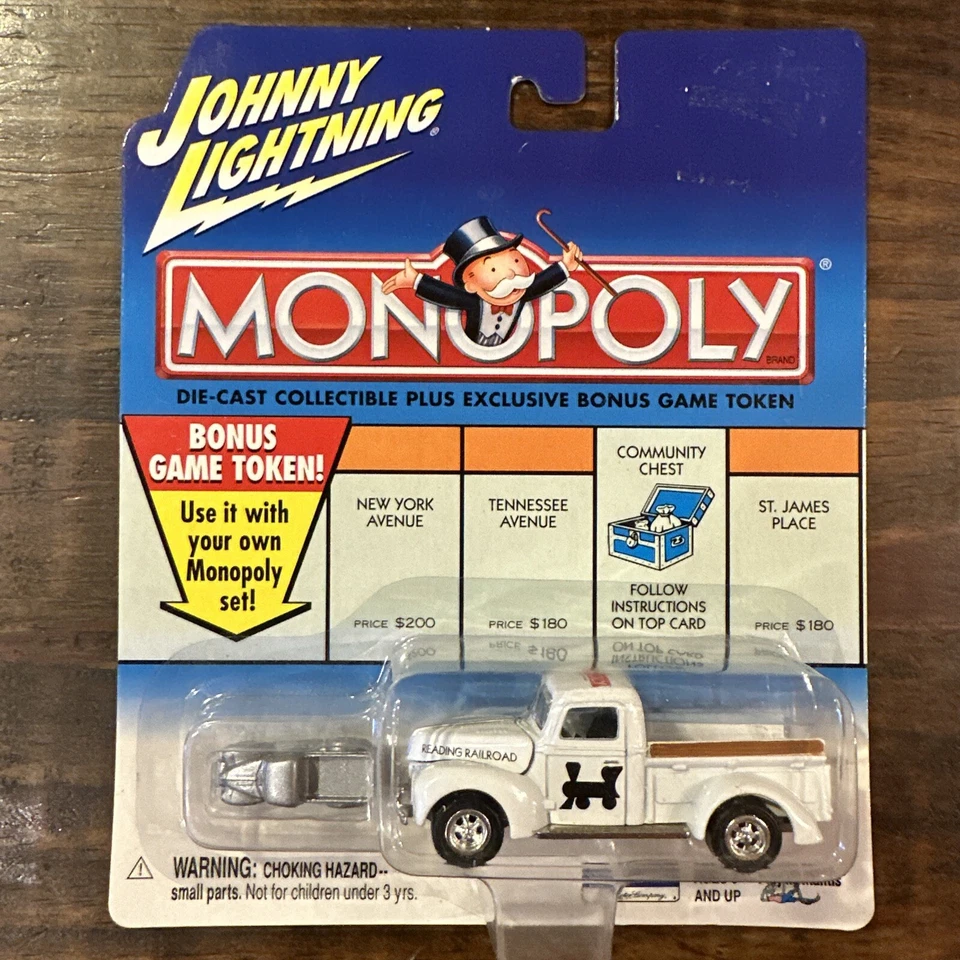 JOHNNY
LIGHTNING®
MONOPOLY®
BRAND
DIE-CAST COLLECTIBLE PLUS EXCLUSIVE BONUS GAME TOKEN
BONUS
GAME TOKEN!
Use it with
your own
Monopoly
set!
NEW YORK
AVENUE
PRICE $200
TENNESSEE
AVENUE
PRICE $180
COMMUNITY
CHEST
FOLLOW
INSTRUCTIONS
ON TOP CARD
ST. JAMES
PLACE
PRICE $180
READING RAILROAD
WARNING: CHOKING HAZARD--
small parts. Not for children under 3 yrs.
AND UP